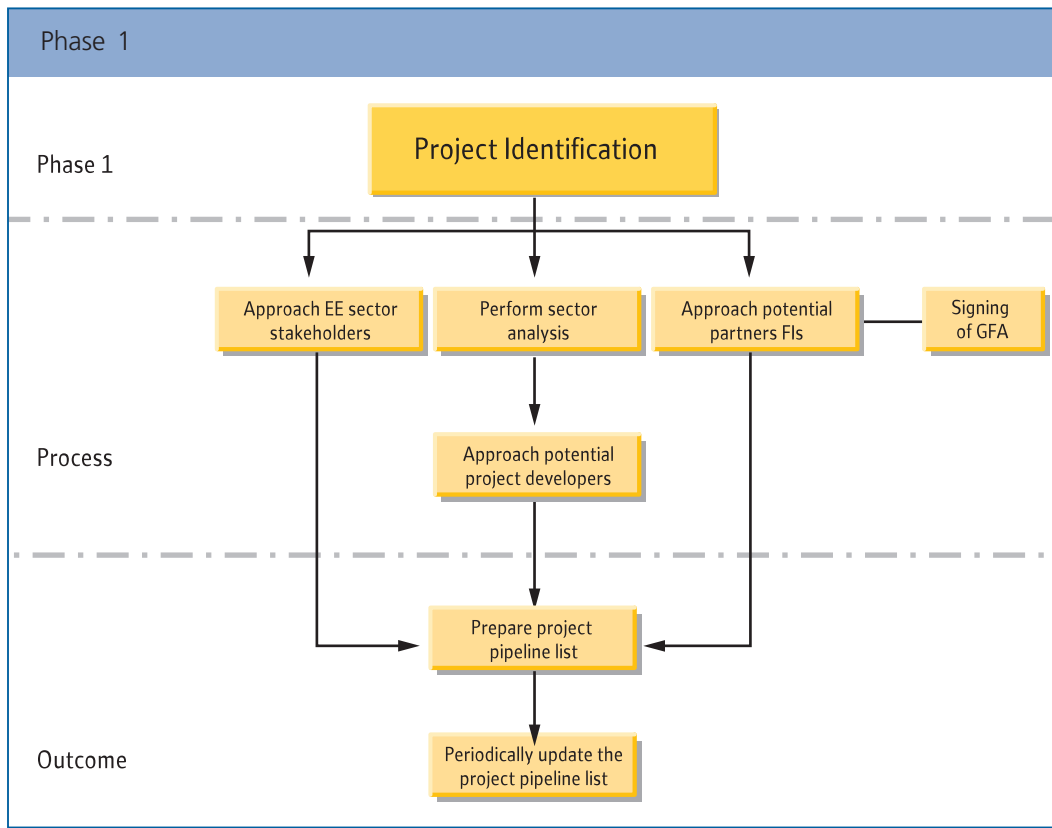 Phase 1
Phase 1
Project Identification
Approach EE sector
stakeholders
Perform sector
analysis
Approach potential
partners FIs
Signing
of GFA
Process
Approach potential
project developers
Prepare project
pipeline list
Outcome
Periodically update the
project pipeline list